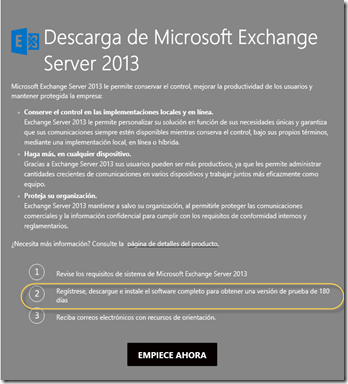 Descarga de Microsoft Exchange
Server 2013
Microsoft Exchange Server 2013 le permite conservar el control, mejorar la productividad de los usuarios y
mantener protegida la empresa:
• Conserve el control en las implementaciones locales y en línea.
Exchange Server 2013 le permite personalizar su solución en función de sus necesidades únicas y garantiza
que sus comunicaciones siempre estén disponibles mientras conserva el control, bajo sus propios términos,
mediante una implementación local, en línea o híbrida.
• Haga más, en cualquier dispositivo.
Gracias a Exchange Server 2013 sus usuarios pueden ser más productivos, ya que les permite administrar
cantidades crecientes de comunicaciones en varios dispositivos y trabajar juntos más eficazmente como
equipo.
• Proteja su organización.
Exchange Server 2013 mantiene a salvo su organización, al permitirle proteger las comunicaciones
comerciales y la información confidencial para cumplir con los requisitos de conformidad internos y
reglamentarios.
¿Necesita más información? Consulte la página de detalles del producto.
1 Revise los requisitos de sistema de Microsoft Exchange Server 2013
2 Regístrese, descargue e instale el software completo para obtener una versión de prueba de 180
días
3 Reciba correos electrónicos con recursos de orientación.
EMPIECE AHORA